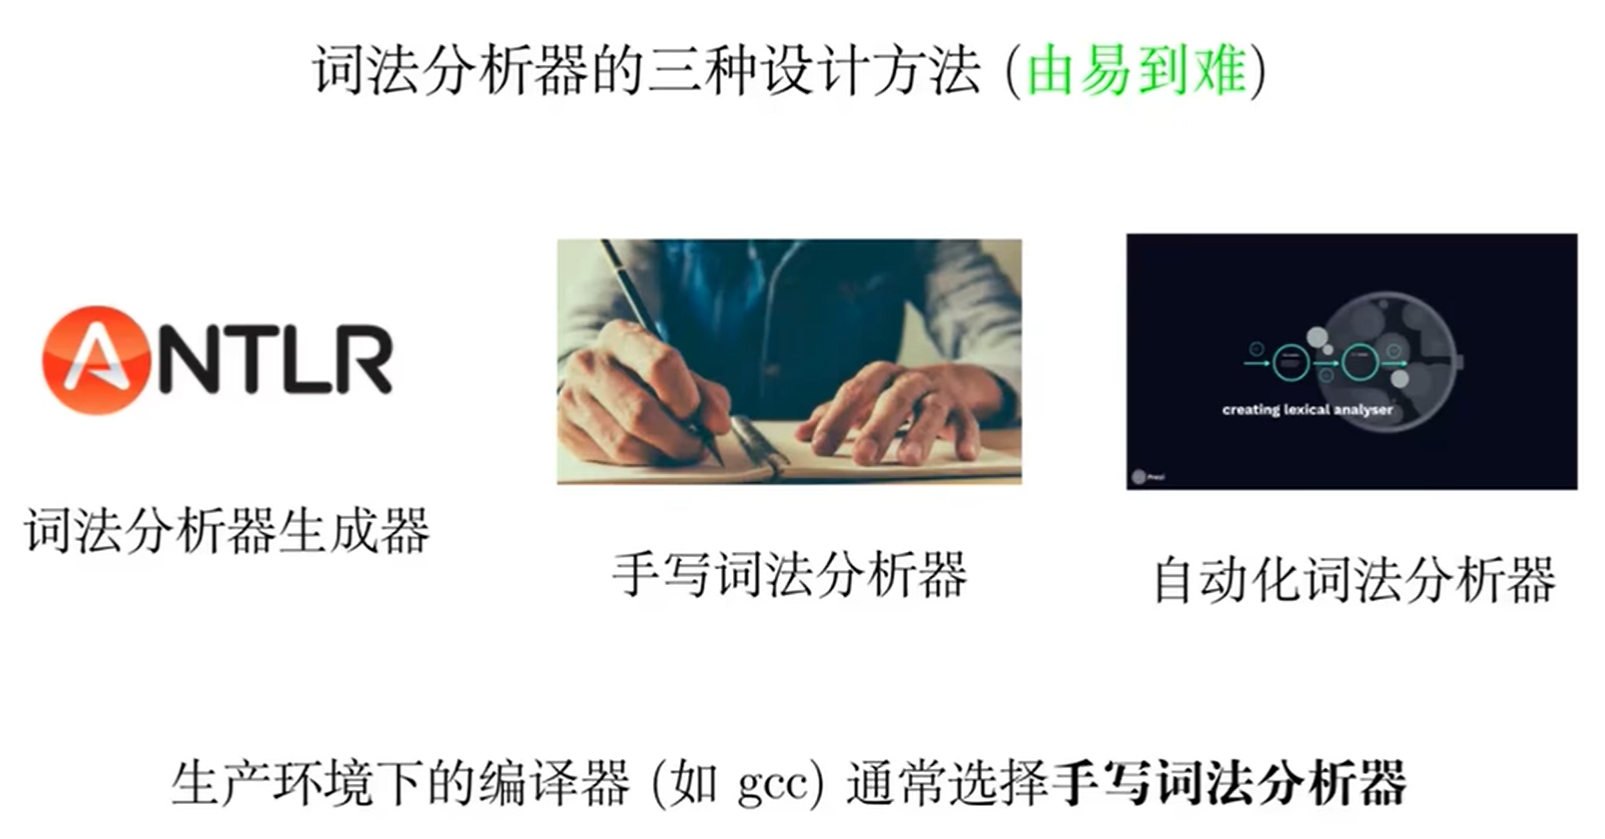 词法分析器的三种设计方法 (由易到难)
ANTLR
creating lexical analyser
Prezi
词法分析器生成器
手写词法分析器
自动化词法分析器
生产环境下的编译器 (如 gcc) 通常选择手写词法分析器